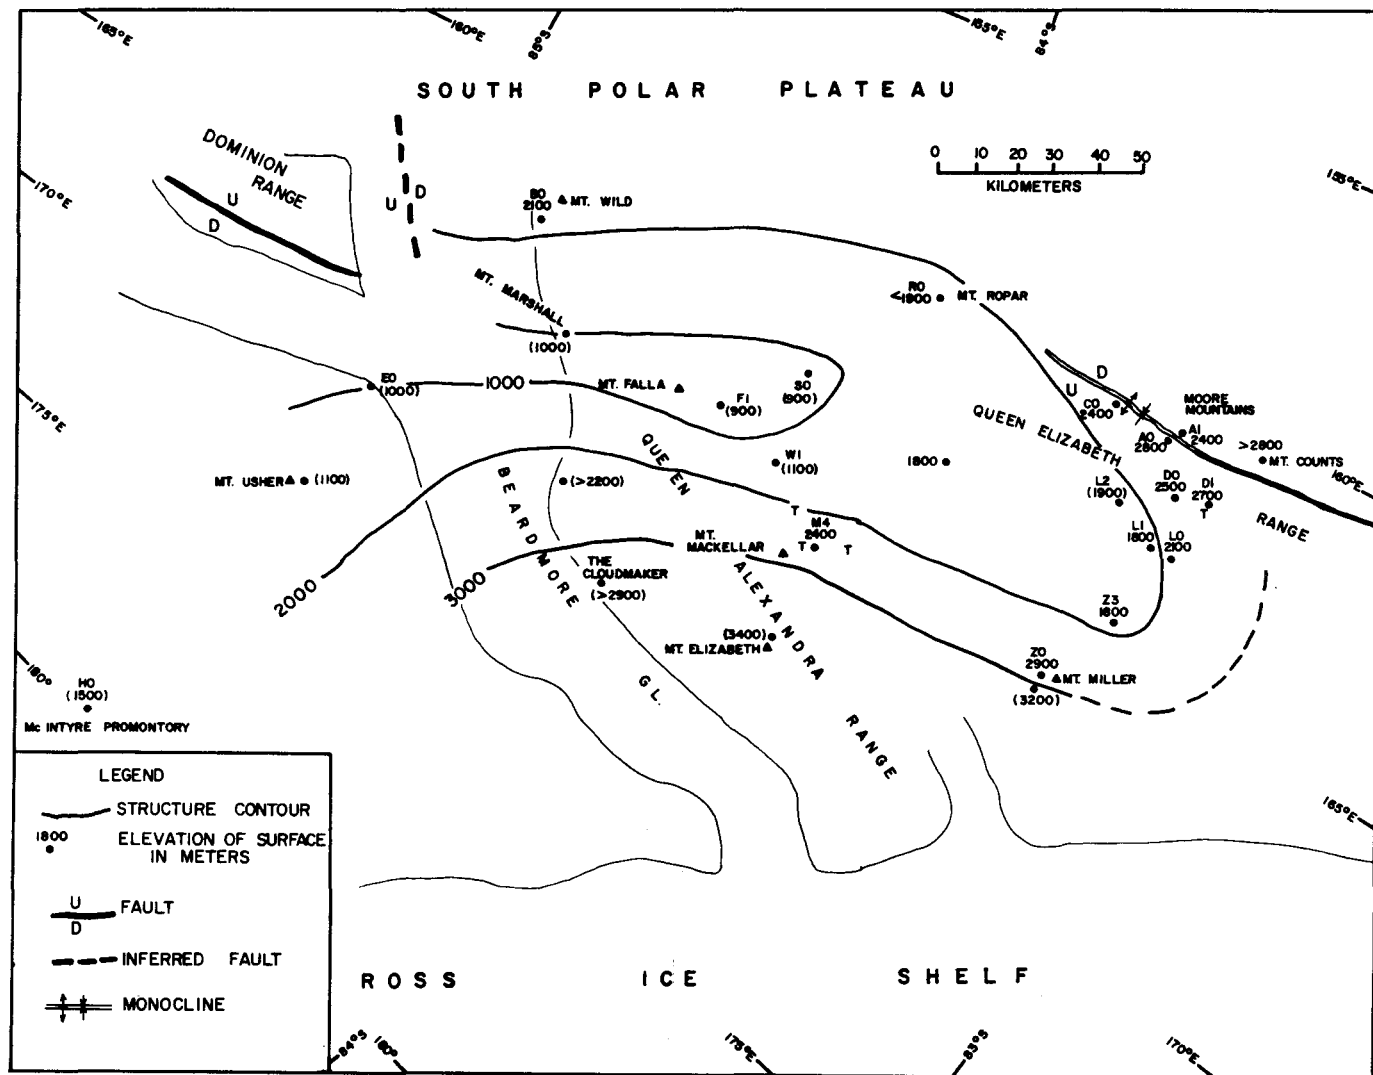 165°E
160°E
85°S
155°E
84°S
SOUTH POLAR PLATEAU
DOMINION
RANGE
U
D
U
D
0 10 20 30 40 50
KILOMETERS
170°E
155°E
BO
2100
MT. WILD
MT. MARSHALL
(1000)
RO
<1900
MT. ROPAR
EO
(1000)
1000
MT. FALLA
F1
(900)
SO
(900)
D
U
CO
2400
MOORE
MOUNTAINS
175°E
QUEEN ELIZABETH
RANGE
AO
2800
A1
2400
>2800
MT. COUNTS
160°E
MT. USHER
(1100)
(>2200)
QUEEN
ALEXANDRA
RANGE
W1
(1100)
1800
L2
(1900)
DO
2500
D1
2700
T
BEARDMORE
GL.
T
M4
2400
T
T
MT.
MACKELLAR
L1
1800
LO
2100
2000
3000
THE
CLOUDMAKER
(>2900)
Z3
1600
(3400)
MT. ELIZABETH
ZO
2900
MT. MILLER
(3200)
180°
HO
(1500)
Mc INTYRE PROMONTORY
165°E
LEGEND
STRUCTURE CONTOUR
1800
ELEVATION OF SURFACE
IN METERS
U
D
FAULT
INFERRED FAULT
MONOCLINE
ROSS ICE SHELF
84°S
180°
175°E
83°S
170°E